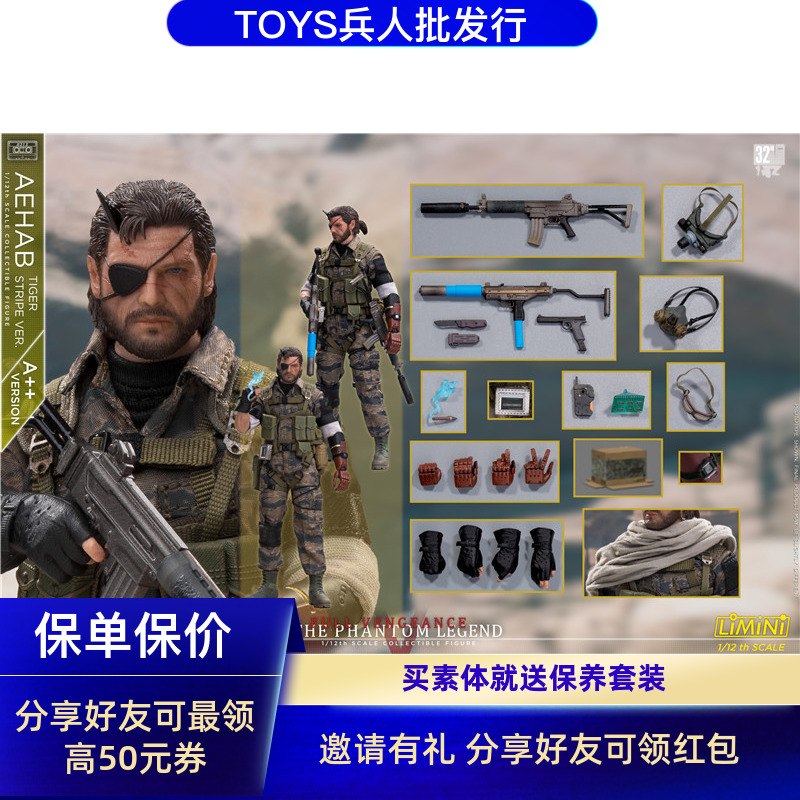 TOYS兵人批发行
AEHAB
TIGER
STRIPE VER.
1/12th SCALE COLLECTIBLE FIGURE
A++
VERSION
32"
FULL VENGEANCE
THE PHANTOM LEGEND
1/12th SCALE COLLECTIBLE FIGURE
LiMiNi
1/12 th SCALE
保单保价
分享好友可最领
高50元券
买素体就送保养套装
邀请有礼 分享好友可领红包